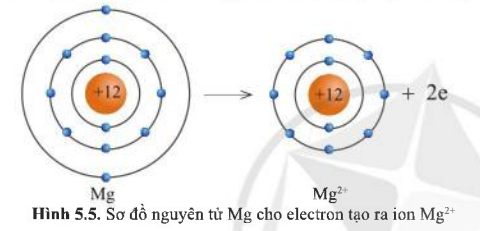 +12
+12
+ 2e
Mg
Mg²⁺
Hình 5.5. Sơ đồ nguyên tử Mg cho electron tạo ra ion Mg²⁺